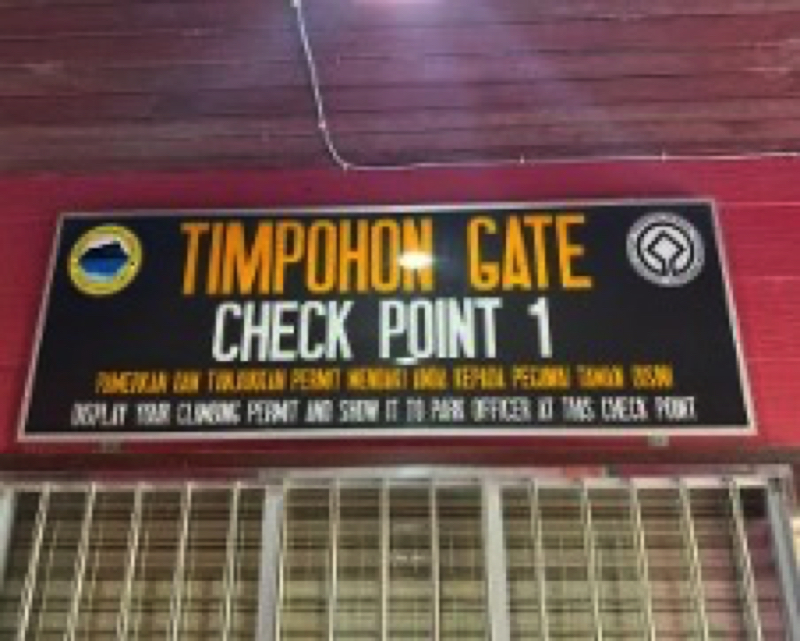 TIMPOHON GATE
CHECK POINT 1
PAMERKAN DAN TUNJUKKAN PERMIT MENDAKI ANDA KEPADA PEGAWAI TAMAN DISINI
DISPLAY YOUR CLIMBING PERMIT AND SHOW IT TO PARK OFFICER AT THIS CHECK POINT